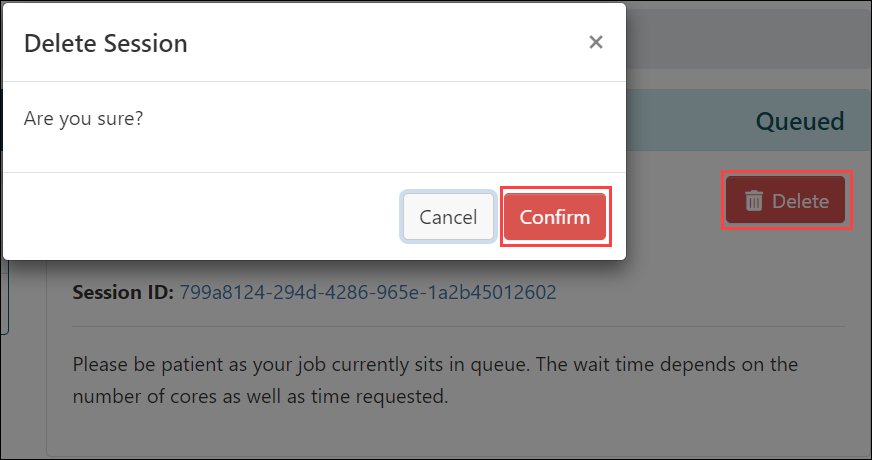 Delete Session ×
Are you sure?
Queued
Delete
Cancel Confirm
Session ID: 799a8124-294d-4286-965e-1a2b45012602
Please be patient as your job currently sits in queue. The wait time depends on the
number of cores as well as time requested.